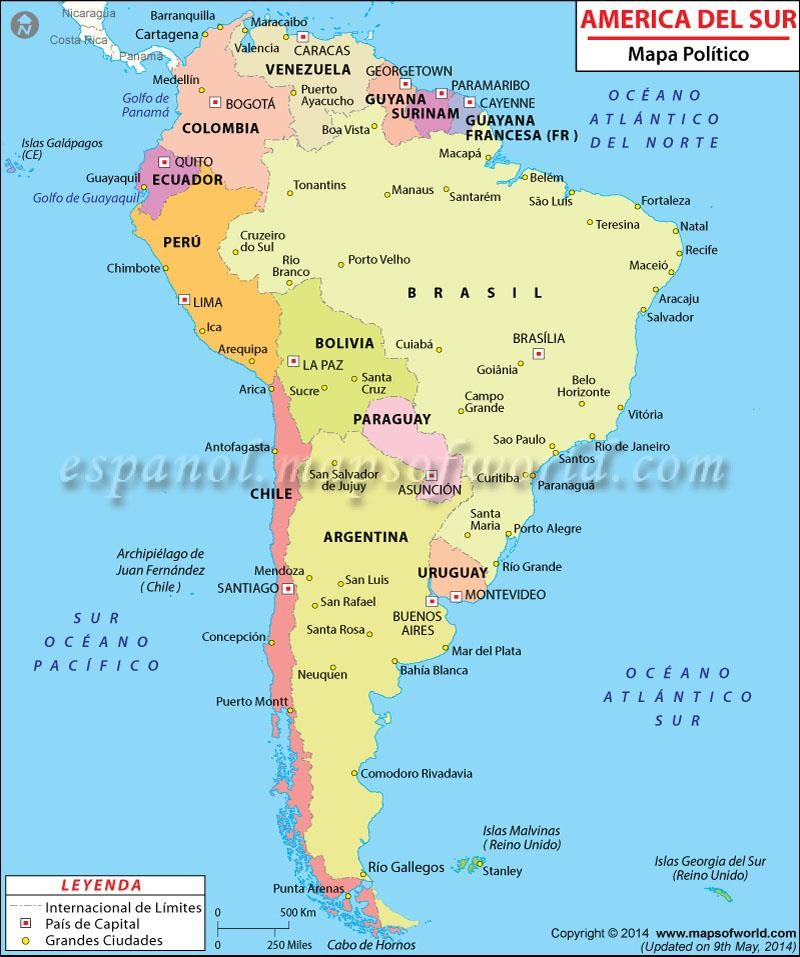 AMERICA DEL SUR
Mapa Político
N
Nicaragua
Costa Rica
Panamá
Barranquilla
Cartagena
Maracaibo
Valencia
CARACAS
VENEZUELA
GEORGETOWN
PARAMARIBO
CAYENNE
GUYANA
SURINAM
GUAYANA
FRANCESA (FR )
Medellín
BOGOTÁ
Puerto
Ayacucho
Golfo de
Panamá
COLOMBIA
Boa Vista
OCÉANO
ATLÁNTICO
DEL NORTE
Islas Galápagos
(CE)
QUITO
ECUADOR
Guayaquil
Golfo de Guayaquil
Macapá
Belém
São Luis
Fortaleza
Tonantins
Manaus
Santarém
Teresina
Natal
Recife
Maceió
Aracaju
Salvador
PERÚ
Cruzeiro
do Sul
Rio
Branco
Porto Velho
Chimbote
BRASIL
LIMA
Ica
Arequipa
BOLIVIA
LA PAZ
Cuiabá
BRASÍLIA
Goiânia
Arica
Sucre
Santa
Cruz
Campo
Grande
Belo
Horizonte
Vitória
PARAGUAY
Antofagasta
Sao Paulo
Río de Janeiro
Santos
espanol.mapsofworld.com
San Salvador
de Jujuy
ASUNCIÓN
Curitiba
Paranaguá
CHILE
ARGENTINA
Santa
Maria
Porto Alegre
Archipiélago de
Juan Fernández
( Chile )
Mendoza
San Luis
URUGUAY
Río Grande
SANTIAGO
San Rafael
MONTEVIDEO
BUENOS
AIRES
SUR
OCÉANO
PACÍFICO
Concepción
Santa Rosa
Mar del Plata
Bahía Blanca
Neuquen
OCÉANO
ATLÁNTICO
SUR
Puerto Montt
Comodoro Rivadavia
Islas Malvinas
( Reino Unido)
Stanley
Río Gallegos
Islas Georgia del Sur
(Reino Unido)
Punta Arenas
Cabo de Hornos
LEYENDA
Internacional de Límites
País de Capital
Grandes Ciudades
0 500 Km
0 250 Miles
Copyright © 2014 www.mapsofworld.com
(Updated on 9th May, 2014)